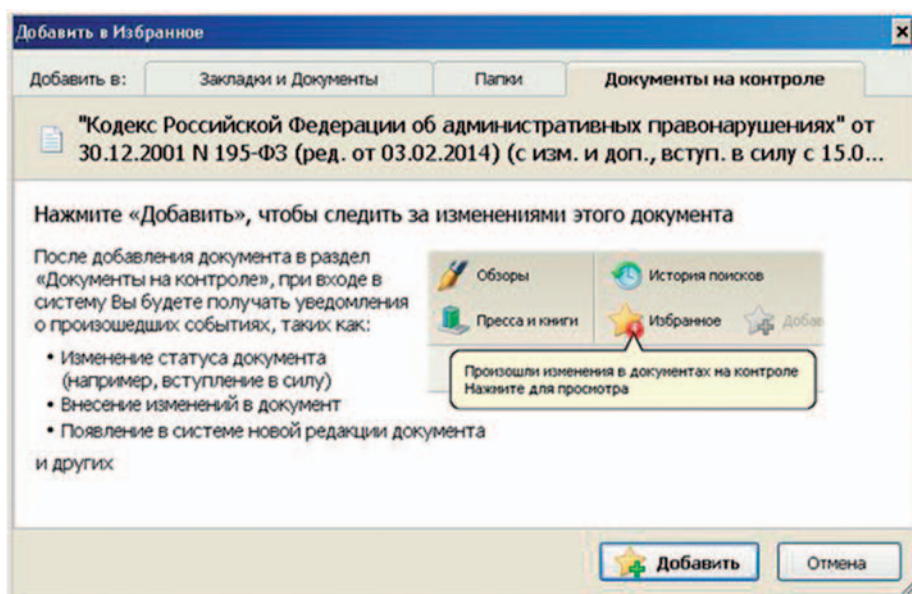 Добавить в Избранное
Добавить в: Закладки и Документы Папки Документы на контроле
"Кодекс Российской Федерации об административных правонарушениях" от
30.12.2001 N 195-ФЗ (ред. от 03.02.2014) (с изм. и доп., вступ. в силу с 15.0...
Нажмите «Добавить», чтобы следить за изменениями этого документа
После добавления документа в раздел
«Документы на контроле», при входе в
систему Вы будете получать уведомления
о произошедших событиях, таких как:
• Изменение статуса документа
(например, вступление в силу)
• Внесение изменений в документ
• Появление в системе новой редакции документа
и других
Обзоры История поисков
Пресса и книги Избранное Добав
Произошли изменения в документах на контроле
Нажмите для просмотра
Добавить Отмена